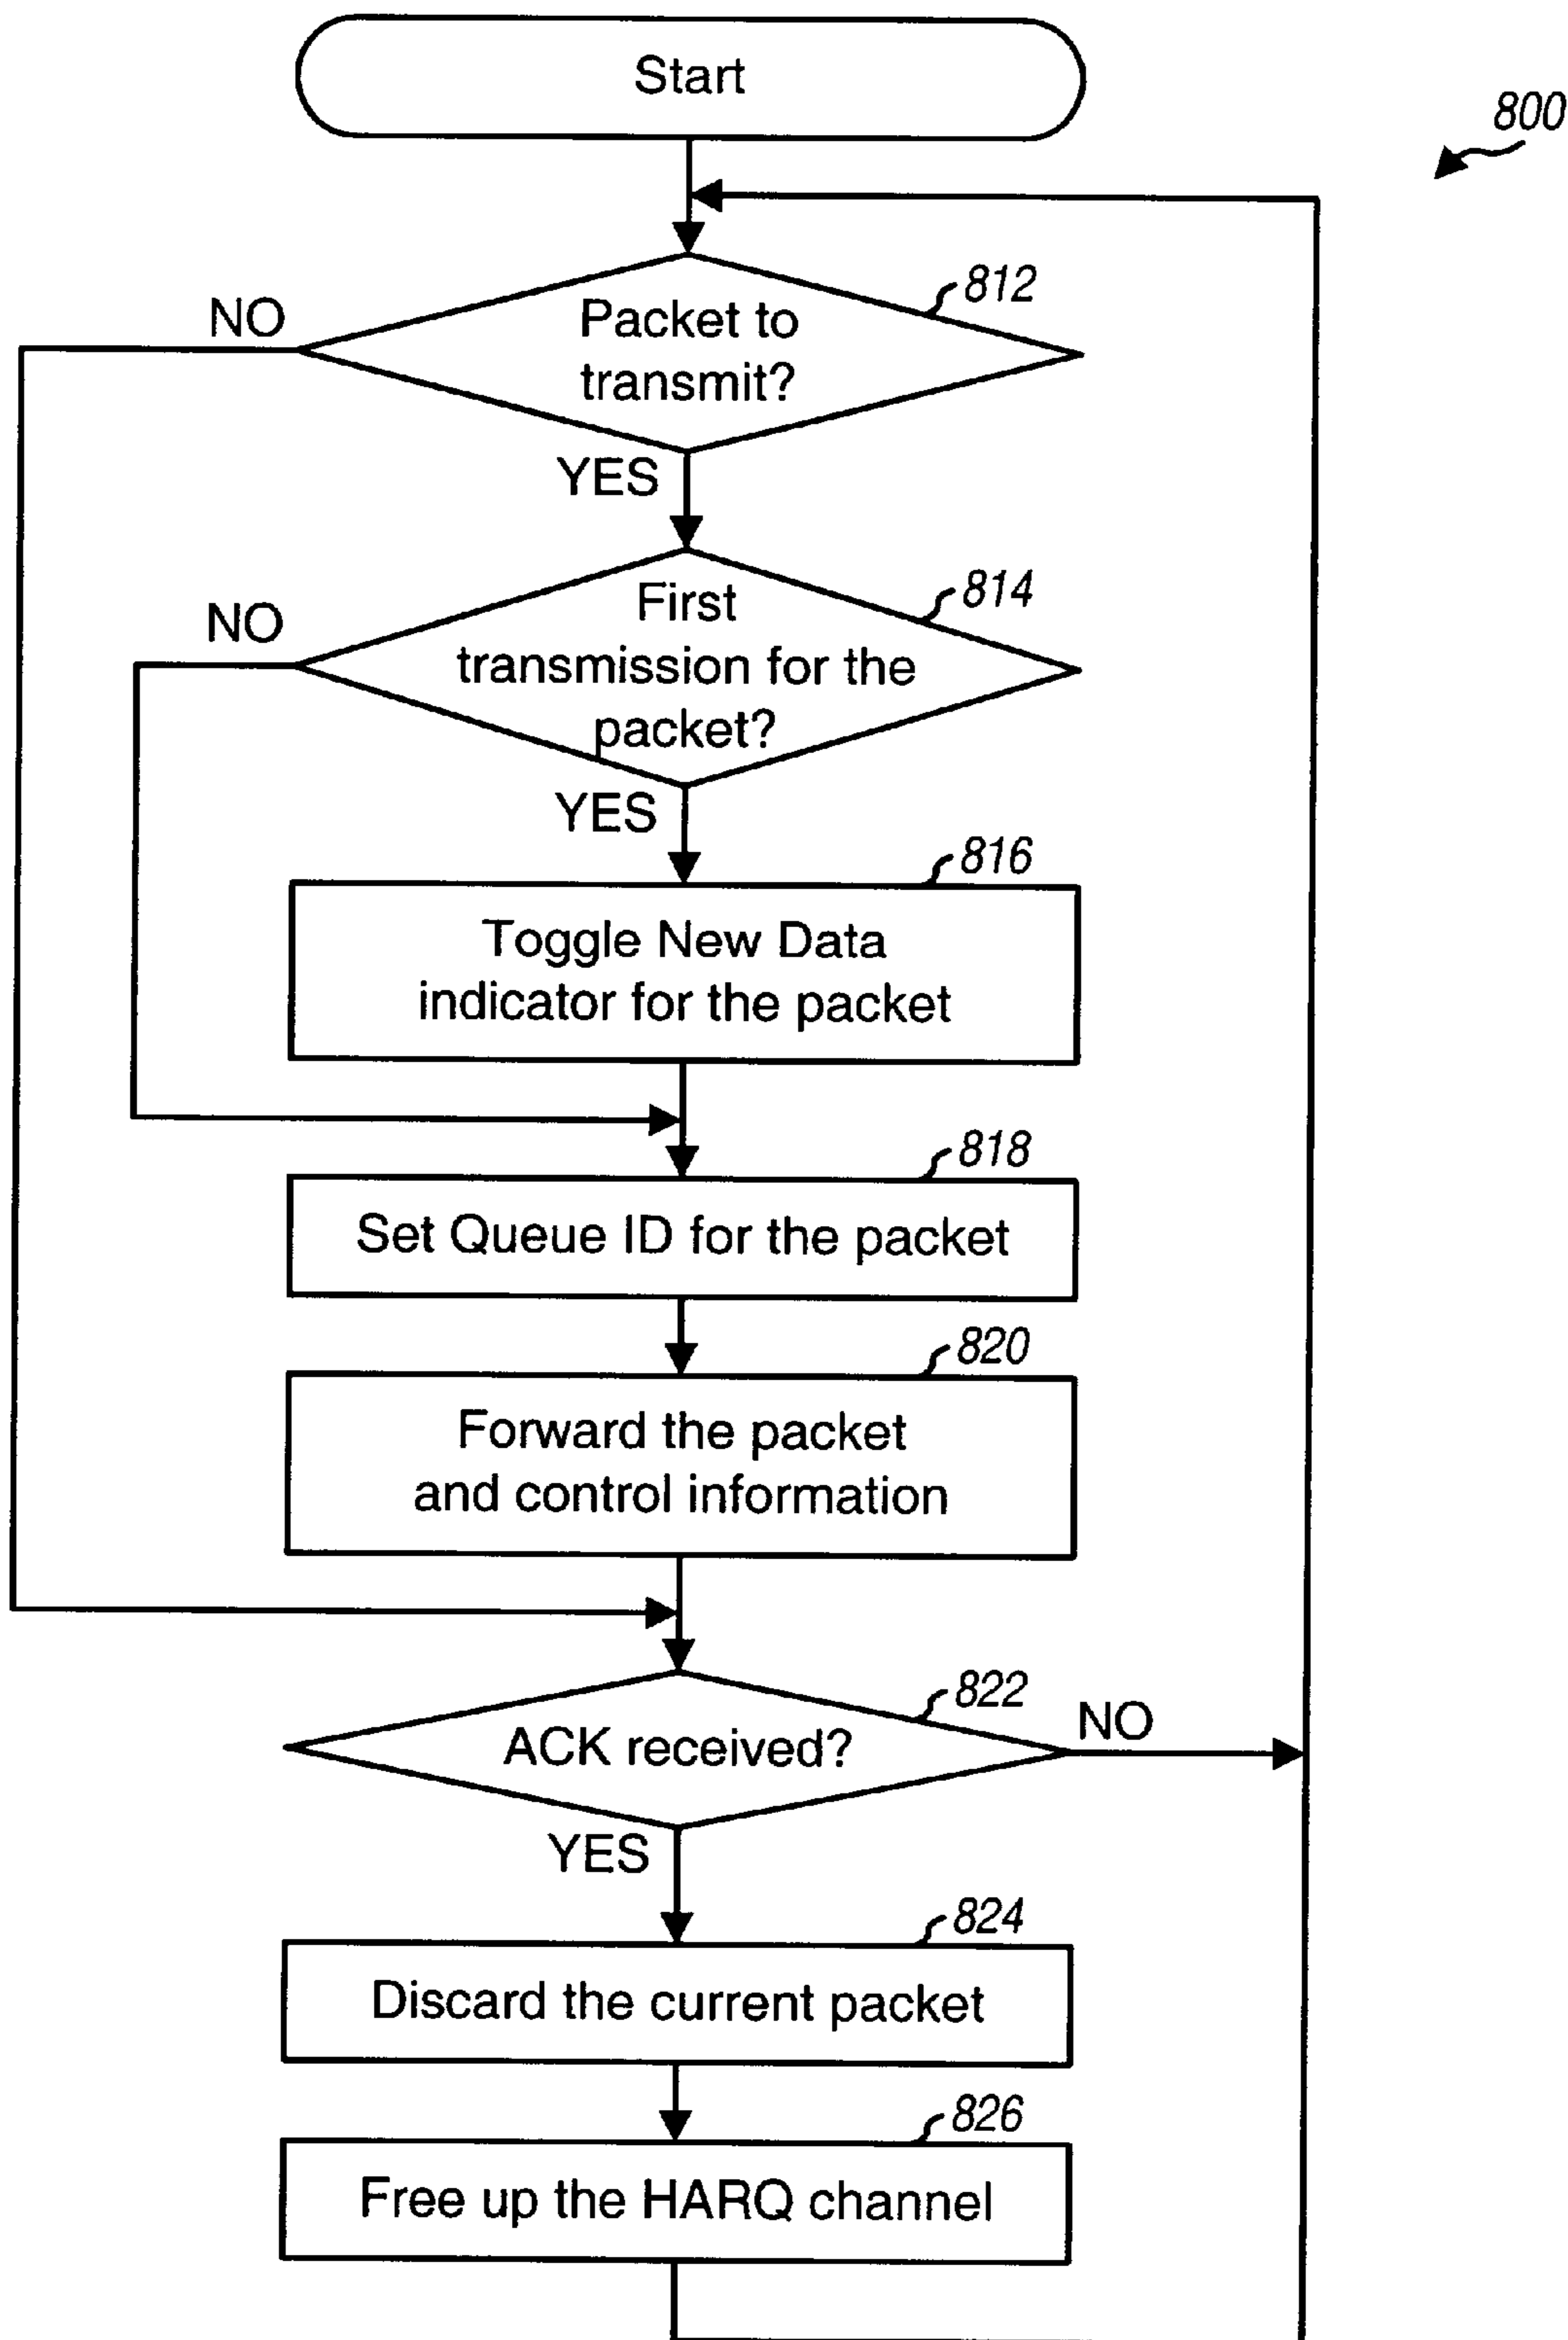 Start
800
812
NO
Packet to
transmit?
YES
814
NO
First
transmission for the
packet?
YES
816
Toggle New Data
indicator for the packet
818
Set Queue ID for the packet
820
Forward the packet
and control information
822
NO
ACK received?
YES
824
Discard the current packet
826
Free up the HARQ channel